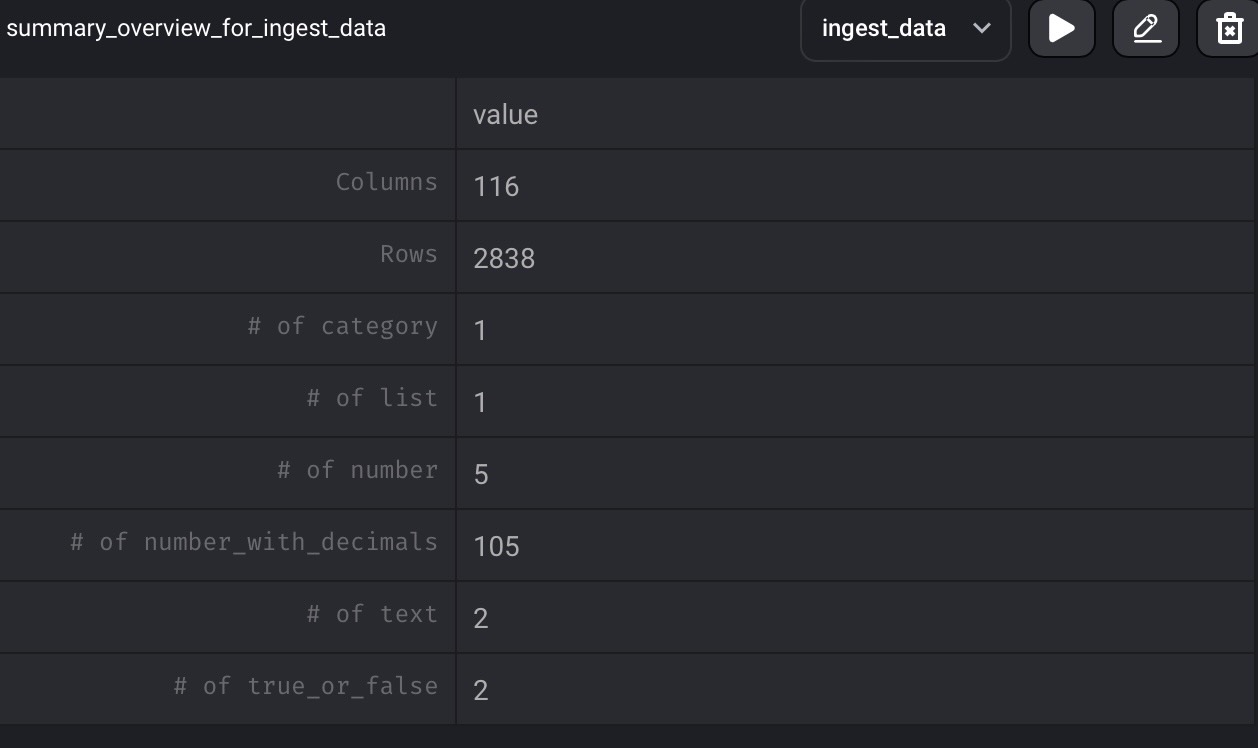 summary_overview_for_ingest_data ingest_data
value
Columns 116
Rows 2838
# of category 1
# of list 1
# of number 5
# of number_with_decimals 105
# of text 2
# of true_or_false 2